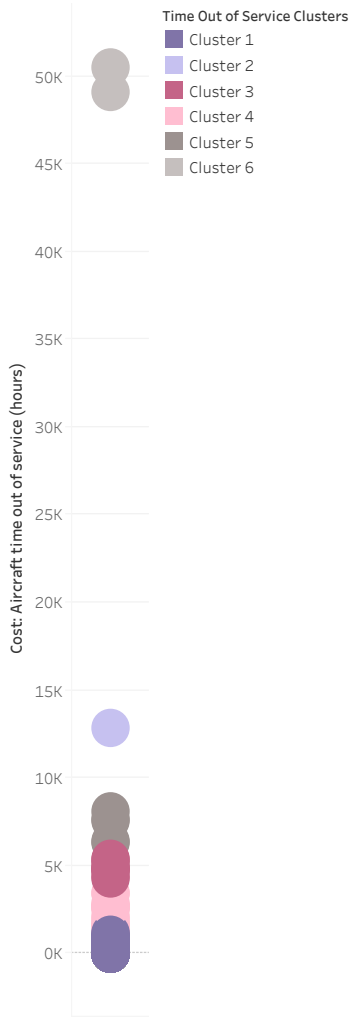 Time Out of Service Clusters
Cluster 1
Cluster 2
Cluster 3
Cluster 4
Cluster 5
Cluster 6
50K
45K
40K
35K
30K
25K
20K
15K
10K
5K
0K
Cost: Aircraft time out of service (hours)